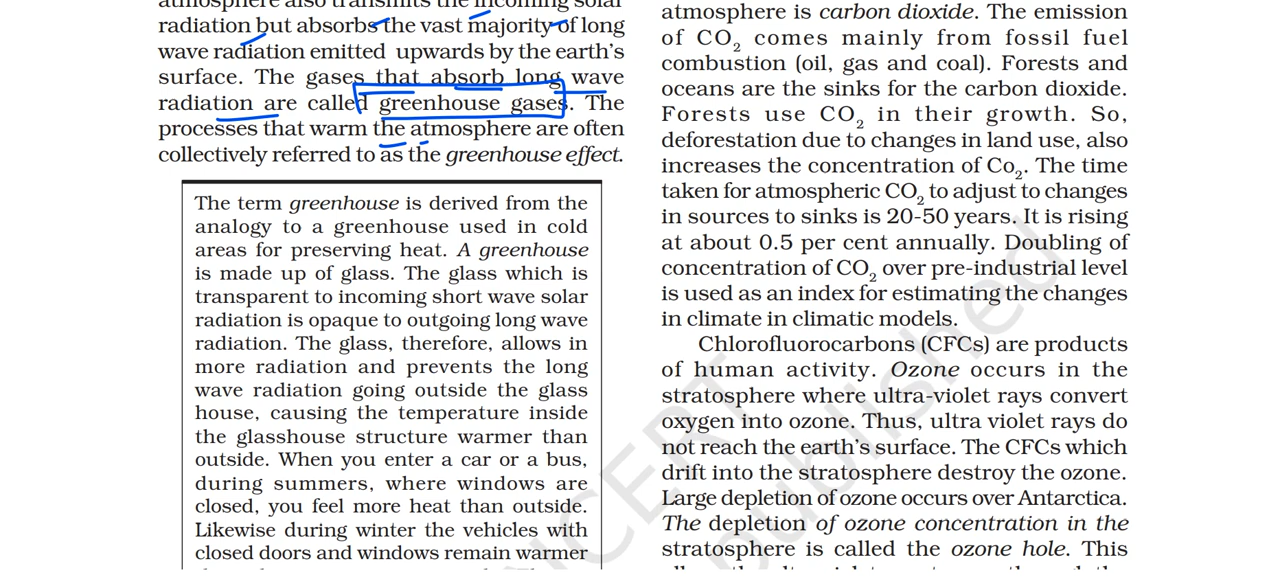 atmosphere also transmits the incoming solar
radiation but absorbs the vast majority of long
wave radiation emitted upwards by the earth's
surface. The gases that absorb long wave
radiation are called greenhouse gases. The
processes that warm the atmosphere are often
collectively referred to as the greenhouse effect.
The term greenhouse is derived from the
analogy to a greenhouse used in cold
areas for preserving heat. A greenhouse
is made up of glass. The glass which is
transparent to incoming short wave solar
radiation is opaque to outgoing long wave
radiation. The glass, therefore, allows in
more radiation and prevents the long
wave radiation going outside the glass
house, causing the temperature inside
the glasshouse structure warmer than
outside. When you enter a car or a bus,
during summers, where windows are
closed, you feel more heat than outside.
Likewise during winter the vehicles with
closed doors and windows remain warmer
atmosphere is carbon dioxide. The emission
of CO₂ comes mainly from fossil fuel
combustion (oil, gas and coal). Forests and
oceans are the sinks for the carbon dioxide.
Forests use CO₂ in their growth. So,
deforestation due to changes in land use, also
increases the concentration of Co₂. The time
taken for atmospheric CO₂ to adjust to changes
in sources to sinks is 20-50 years. It is rising
at about 0.5 per cent annually. Doubling of
concentration of CO₂ over pre-industrial level
is used as an index for estimating the changes
in climate in climatic models.
Chlorofluorocarbons (CFCs) are products
of human activity. Ozone occurs in the
stratosphere where ultra-violet rays convert
oxygen into ozone. Thus, ultra violet rays do
not reach the earth's surface. The CFCs which
drift into the stratosphere destroy the ozone.
Large depletion of ozone occurs over Antarctica.
The depletion of ozone concentration in the
stratosphere is called the ozone hole. This
NCERT
published